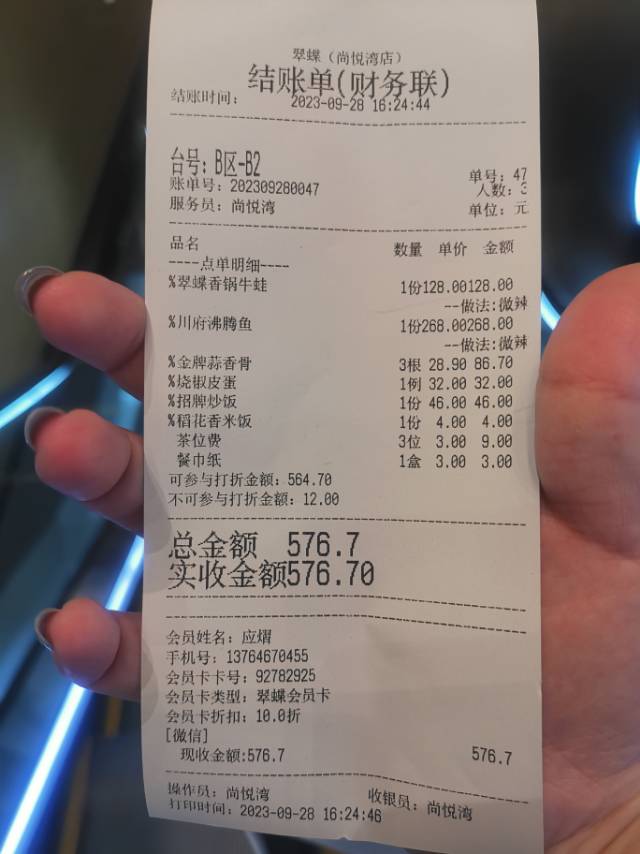 翠蝶（尚悦湾店）
结账单(财务联)
结账时间： 2023-09-28 16:24:44
台号：B区-B2
单号：47
账单号：202309280047 人数：3
服务员：尚悦湾 单位：元
品名 数量 单价 金额
----点单明细----
%翠蝶香锅牛蛙 1份128.00128.00
--做法:微辣
%川府沸腾鱼 1份268.00268.00
--做法:微辣
%金牌蒜香骨 3根 28.90 86.70
%烧椒皮蛋 1例 32.00 32.00
%招牌炒饭 1份 46.00 46.00
%稻花香米饭 1份 4.00 4.00
茶位费 3位 3.00 9.00
餐巾纸 1盒 3.00 3.00
可参与打折金额：564.70
不可参与打折金额：12.00
总金额 576.7
实收金额576.70
会员姓名：应熠
手机号：13764670455
会员卡卡号：92782925
会员卡类型：翠蝶会员卡
会员卡折扣：10.0折
[微信]
现收金额:576.7 576.7
操作员：尚悦湾 收银员：尚悦湾
打印时间：2023-09-28 16:24:46